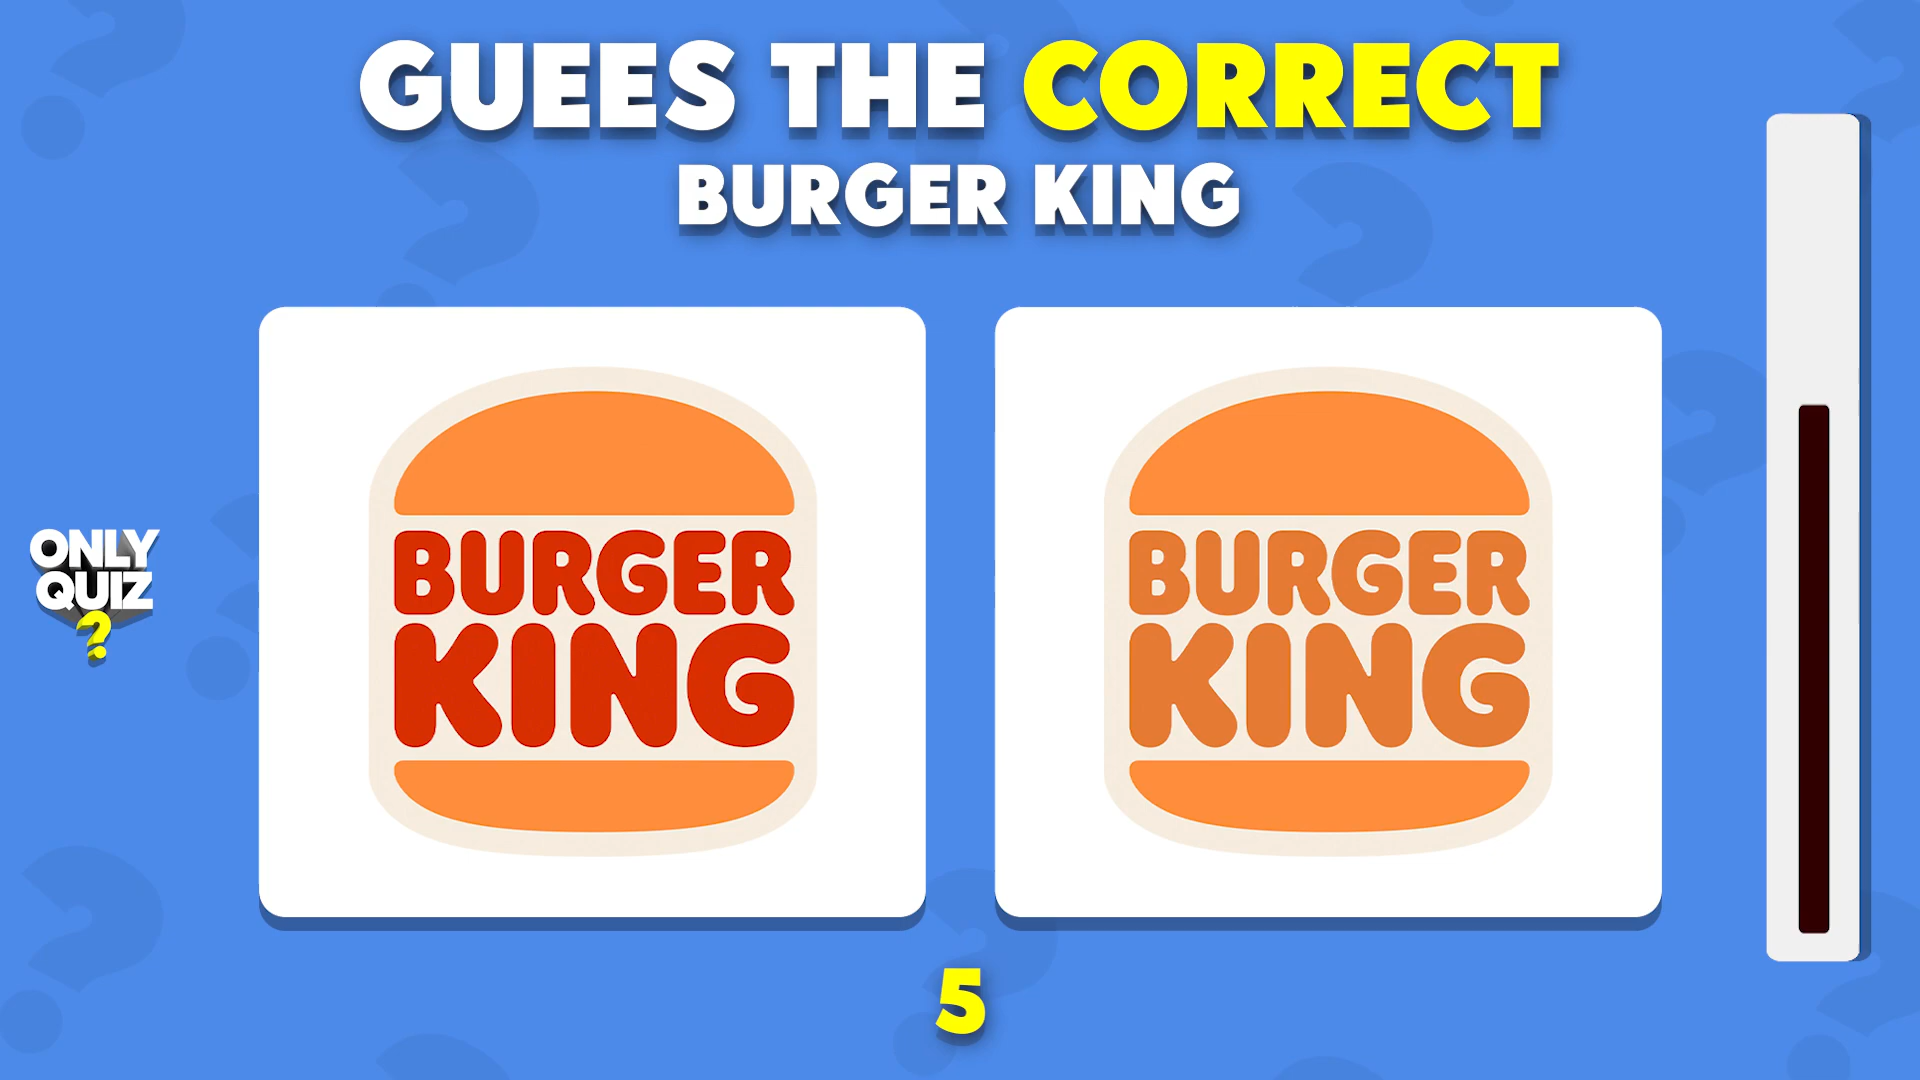 GUEES THE CORRECT
BURGER KING
BURGER
KING
BURGER
KING
ONLY
QUIZ
?
5